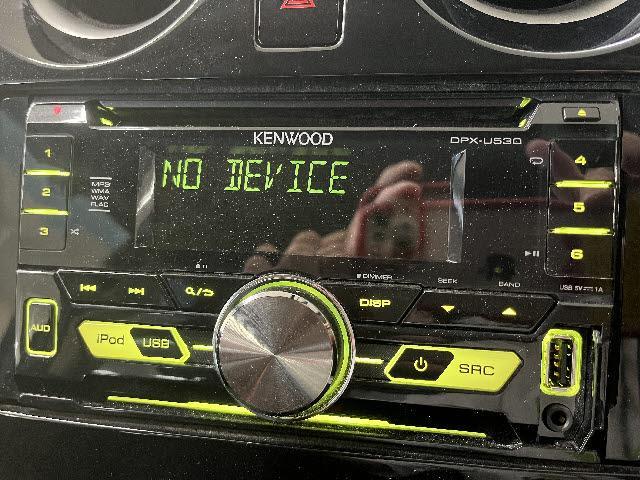 KENWOOD
DPX-U530
NO DEVICE
1
2
3
MP3
WMA
WAV
FLAC
4
5
6
USB 5V 1A
DIMMER
DISP
SEEK
BAND
AUD
iPod
USB
SRC